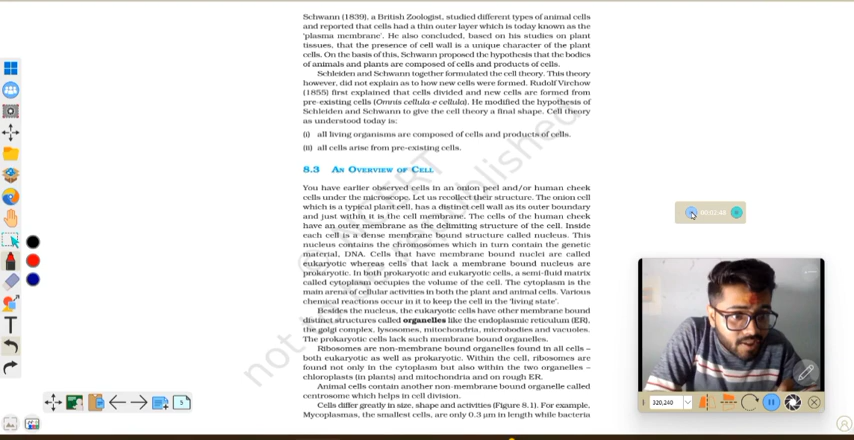 Schwann (1839), a British Zoologist, studied different types of animal cells
and reported that cells had a thin outer layer which is today known as the
'plasma membrane'. He also concluded, based on his studies on plant
tissues, that the presence of cell wall is a unique character of the plant
cells. On the basis of this, Schwann proposed the hypothesis that the bodies
of animals and plants are composed of cells and products of cells.
Schleiden and Schwann together formulated the cell theory. This theory
however, did not explain as to how new cells were formed. Rudolf Virchow
(1855) first explained that cells divided and new cells are formed from
pre-existing cells (Omnis cellula-e cellula). He modified the hypothesis of
Schleiden and Schwann to give the cell theory a final shape. Cell theory
as understood today is:
(i) all living organisms are composed of cells and products of cells.
(ii) all cells arise from pre-existing cells.
8.3 AN OVERVIEW OF CELL
You have earlier observed cells in an onion peel and/or human cheek
cells under the microscope. Let us recollect their structure. The onion cell
which is a typical plant cell, has a distinct cell wall as its outer boundary
and just within it is the cell membrane. The cells of the human cheek
have an outer membrane as the delimiting structure of the cell. Inside
each cell is a dense membrane bound structure called nucleus. This
nucleus contains the chromosomes which in turn contain the genetic
material, DNA. Cells that have membrane bound nuclei are called
eukaryotic whereas cells that lack a membrane bound nucleus are
prokaryotic. In both prokaryotic and eukaryotic cells, a semi-fluid matrix
called cytoplasm occupies the volume of the cell. The cytoplasm is the
main arena of cellular activities in both the plant and animal cells. Various
chemical reactions occur in it to keep the cell in the 'living state'.
Besides the nucleus, the eukaryotic cells have other membrane bound
distinct structures called organelles like the endoplasmic reticulum (ER),
the golgi complex, lysosomes, mitochondria, microbodies and vacuoles.
The prokaryotic cells lack such membrane bound organelles.
Ribosomes are non-membrane bound organelles found in all cells –
both eukaryotic as well as prokaryotic. Within the cell, ribosomes are
found not only in the cytoplasm but also within the two organelles –
chloroplasts (in plants) and mitochondria and on rough ER.
Animal cells contain another non-membrane bound organelle called
centrosome which helps in cell division.
Cells differ greatly in size, shape and activities (Figure 8.1). For example,
Mycoplasmas, the smallest cells, are only 0.3 µm in length while bacteria
00:02:48
5
320,240